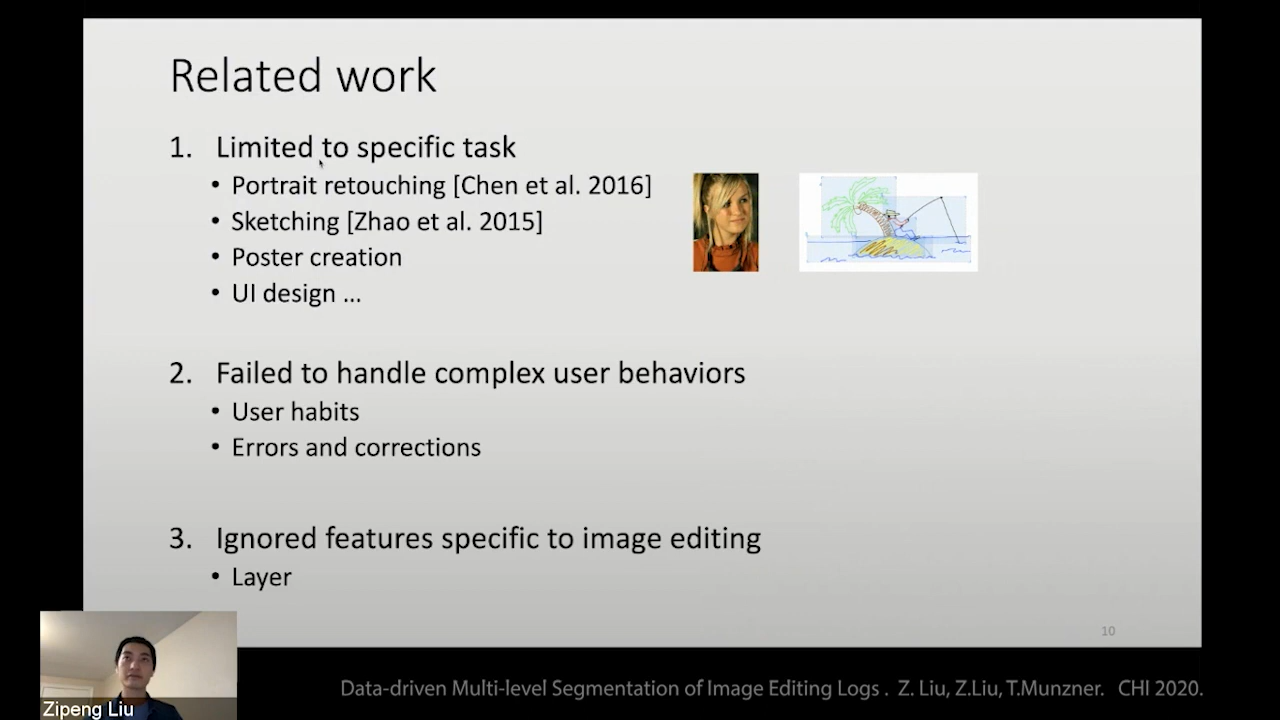 Related work
1. Limited to specific task
• Portrait retouching [Chen et al. 2016]
• Sketching [Zhao et al. 2015]
• Poster creation
• UI design ...
2. Failed to handle complex user behaviors
• User habits
• Errors and corrections
3. Ignored features specific to image editing
• Layer
10
Zipeng Liu
Data-driven Multi-level Segmentation of Image Editing Logs . Z. Liu, Z.Liu, T.Munzner. CHI 2020.